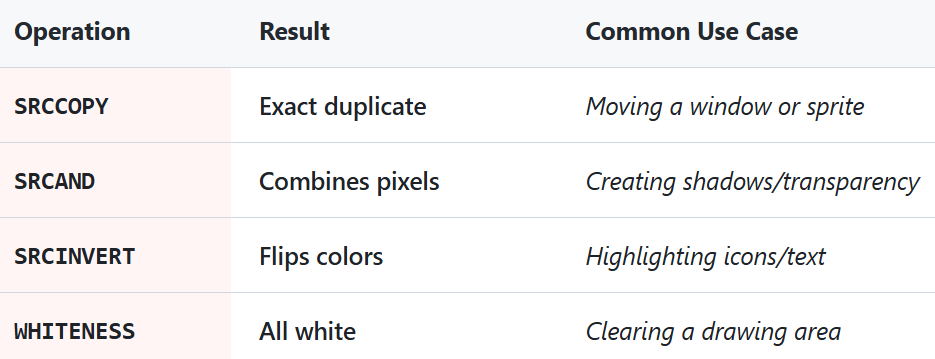 Operation Result Common Use Case
SRCCOPY Exact duplicate Moving a window or sprite
SRCAND Combines pixels Creating shadows/transparency
SRCINVERT Flips colors Highlighting icons/text
WHITENESS All white Clearing a drawing area